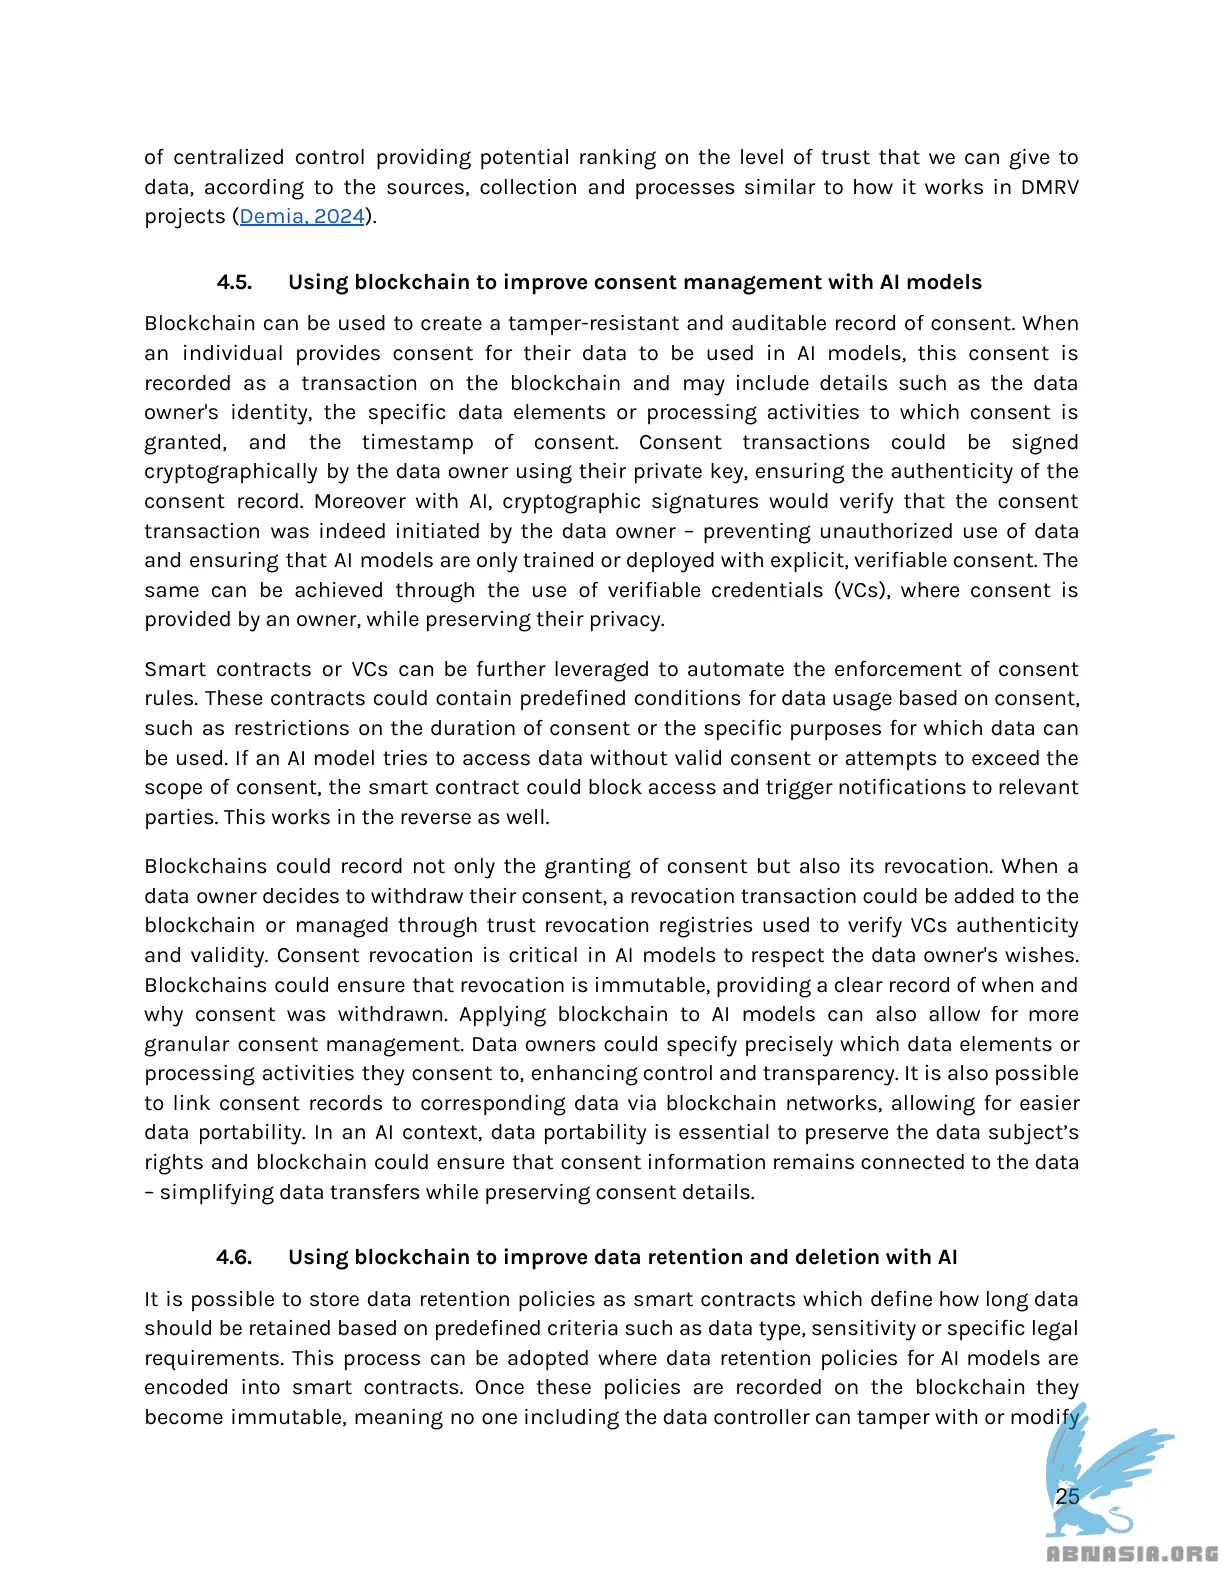 of centralized control providing potential ranking on the level of trust that we can give to
data, according to the sources, collection and processes similar to how it works in DMRV
projects (Demia, 2024).
4.5. Using blockchain to improve consent management with AI models
Blockchain can be used to create a tamper-resistant and auditable record of consent. When
an individual provides consent for their data to be used in AI models, this consent is
recorded as a transaction on the blockchain and may include details such as the data
owner's identity, the specific data elements or processing activities to which consent is
granted, and the timestamp of consent. Consent transactions could be signed
cryptographically by the data owner using their private key, ensuring the authenticity of the
consent record. Moreover with AI, cryptographic signatures would verify that the consent
transaction was indeed initiated by the data owner – preventing unauthorized use of data
and ensuring that AI models are only trained or deployed with explicit, verifiable consent. The
same can be achieved through the use of verifiable credentials (VCs), where consent is
provided by an owner, while preserving their privacy.
Smart contracts or VCs can be further leveraged to automate the enforcement of consent
rules. These contracts could contain predefined conditions for data usage based on consent,
such as restrictions on the duration of consent or the specific purposes for which data can
be used. If an AI model tries to access data without valid consent or attempts to exceed the
scope of consent, the smart contract could block access and trigger notifications to relevant
parties. This works in the reverse as well.
Blockchains could record not only the granting of consent but also its revocation. When a
data owner decides to withdraw their consent, a revocation transaction could be added to the
blockchain or managed through trust revocation registries used to verify VCs authenticity
and validity. Consent revocation is critical in AI models to respect the data owner's wishes.
Blockchains could ensure that revocation is immutable, providing a clear record of when and
why consent was withdrawn. Applying blockchain to AI models can also allow for more
granular consent management. Data owners could specify precisely which data elements or
processing activities they consent to, enhancing control and transparency. It is also possible
to link consent records to corresponding data via blockchain networks, allowing for easier
data portability. In an AI context, data portability is essential to preserve the data subject’s
rights and blockchain could ensure that consent information remains connected to the data
– simplifying data transfers while preserving consent details.
4.6. Using blockchain to improve data retention and deletion with AI
It is possible to store data retention policies as smart contracts which define how long data
should be retained based on predefined criteria such as data type, sensitivity or specific legal
requirements. This process can be adopted where data retention policies for AI models are
encoded into smart contracts. Once these policies are recorded on the blockchain they
become immutable, meaning no one including the data controller can tamper with or modify
25
ABNASIA.ORG